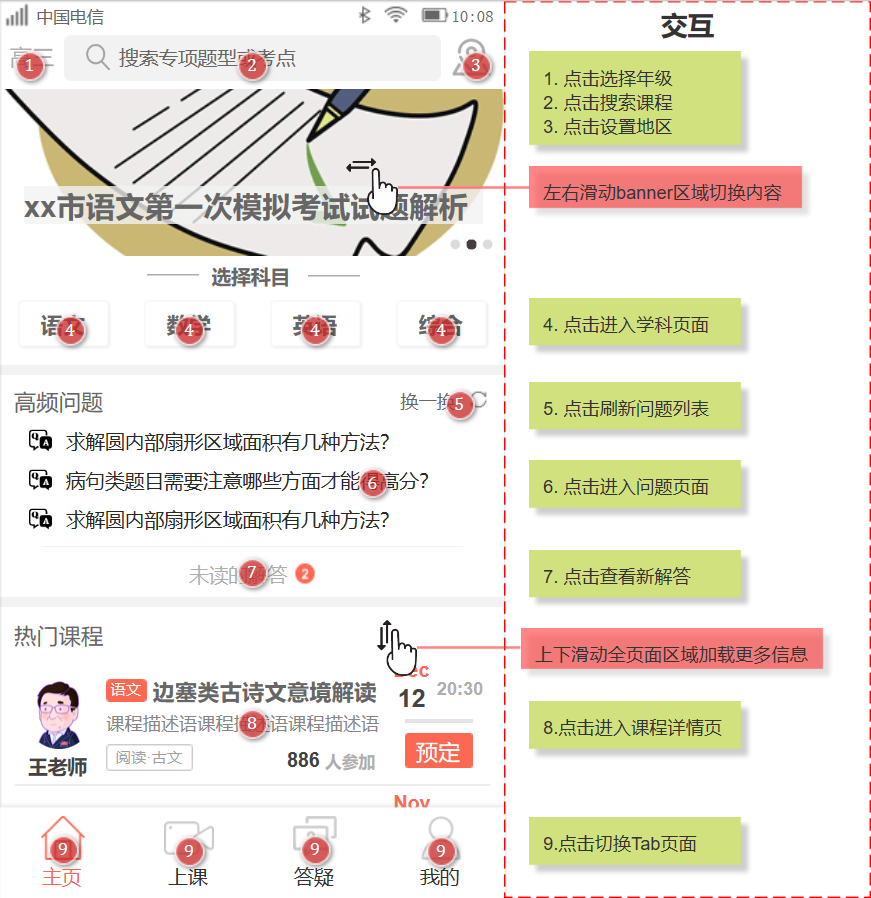 中国电信
10:08
交互
高三
1
搜索专项题型或考点
2
3
1. 点击选择年级
2. 点击搜索课程
3. 点击设置地区
左右滑动banner区域切换内容
xx市语文第一次模拟考试试题解析
选择科目
语文
4
数学
4
英语
4
综合
4
4. 点击进入学科页面
高频问题
换一换
5
5. 点击刷新问题列表
求解圆内部扇形区域面积有几种方法？
病句类题目需要注意哪些方面才能得高分？
6
6. 点击进入问题页面
求解圆内部扇形区域面积有几种方法？
未读的解答
7
2
7. 点击查看新解答
热门课程
上下滑动全页面区域加载更多信息
Dec
语文
边塞类古诗文意境解读
12
20:30
课程描述语课程描述语课程描述语
8
8.点击进入课程详情页
预定
阅读·古文
886 人参加
王老师
Nov
9
9
9
9
9.点击切换Tab页面
主页
上课
答疑
我的